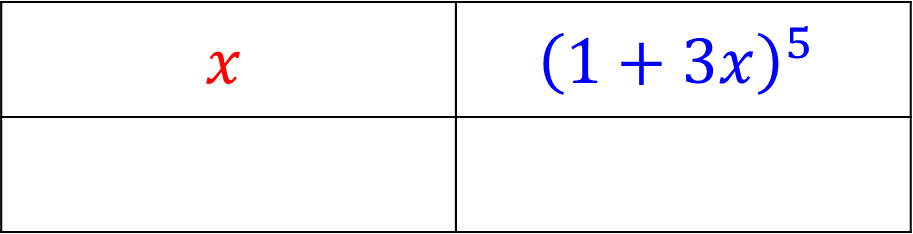 x (1 + 3x)⁵